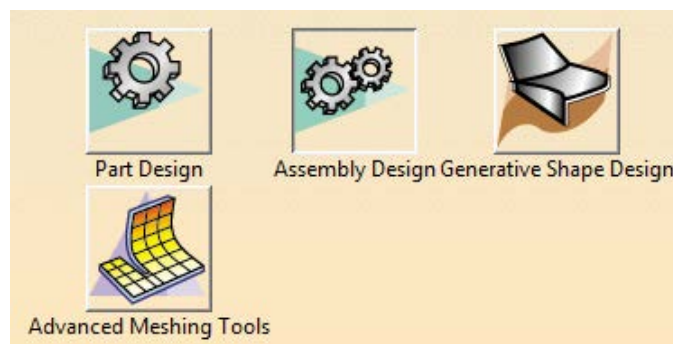 Part Design
Assembly Design
Generative Shape Design
Advanced Meshing Tools